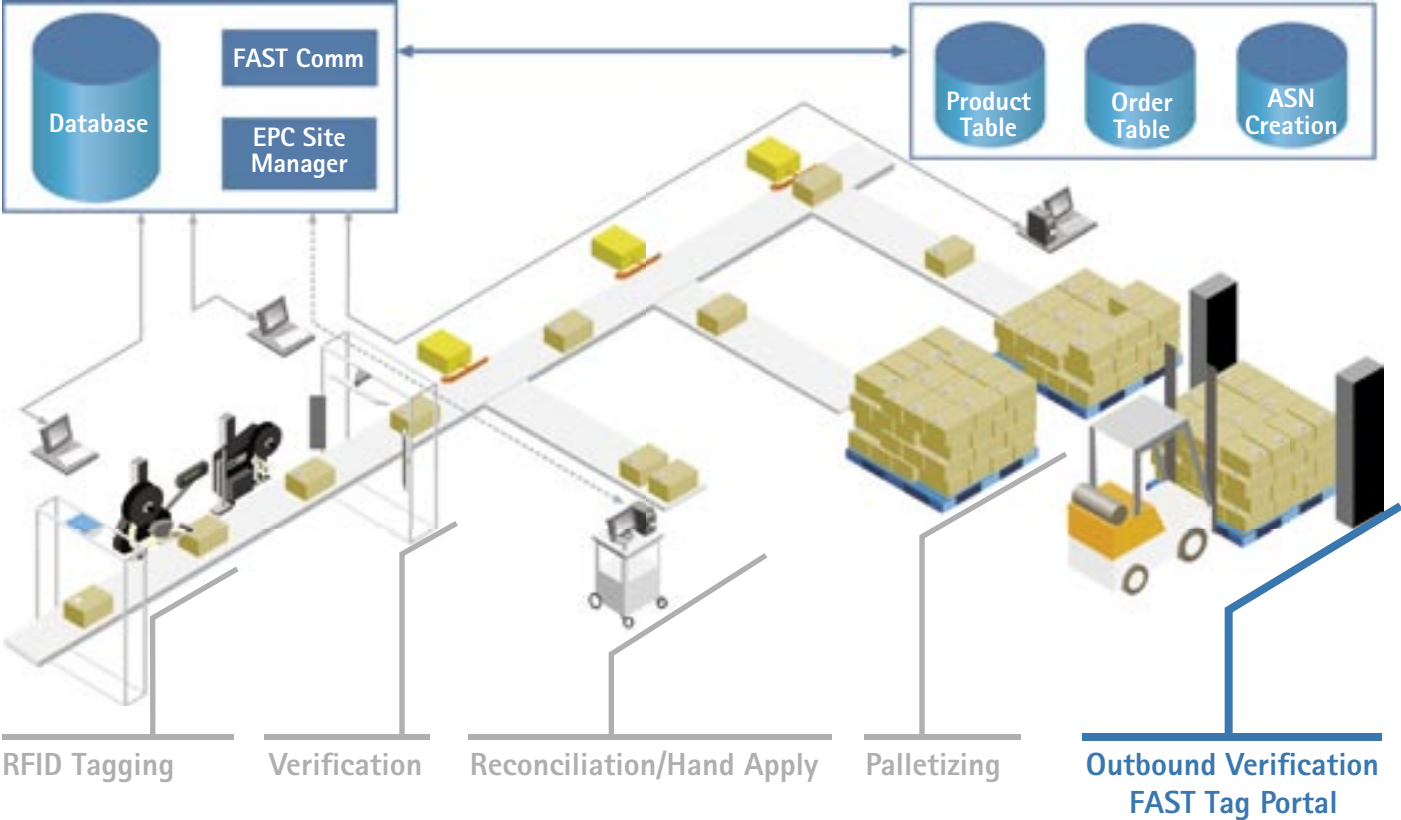 FAST Comm
Database
EPC Site
Manager
Product
Table
Order
Table
ASN
Creation
RFID Tagging
Verification
Reconciliation/Hand Apply
Palletizing
Outbound Verification
FAST Tag Portal